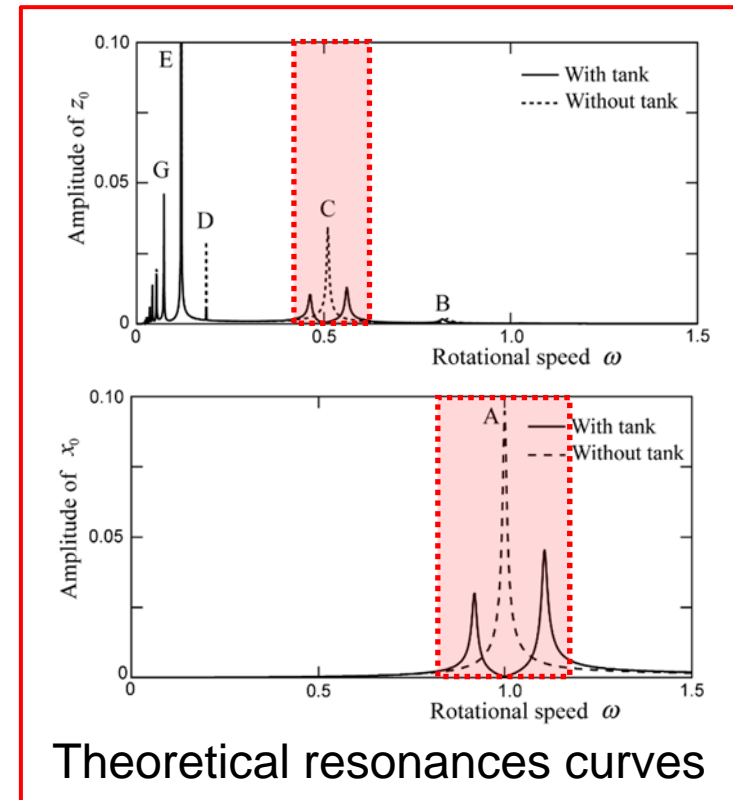 0.10
E
With tank
Without tank
Amplitude of z₀
G
0.05
D
C
B
0
0
0.5
1.0
1.5
Rotational speed ω
0.10
A
With tank
Without tank
Amplitude of x₀
0.05
0
0
0.5
1.0
1.5
Rotational speed ω
Theoretical resonances curves